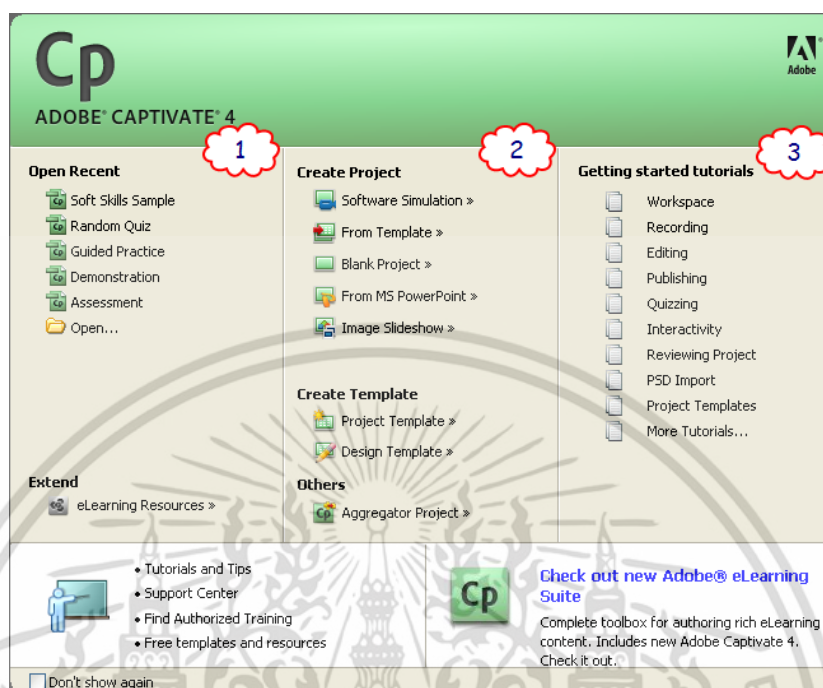 Cp
ADOBE® CAPTIVATE® 4
Adobe
1
Open Recent
Soft Skills Sample
Random Quiz
Guided Practice
Demonstration
Assessment
Open...
Extend
eLearning Resources »
2
Create Project
Software Simulation »
From Template »
Blank Project »
From MS PowerPoint »
Image Slideshow »
Create Template
Project Template »
Design Template »
Others
Aggregator Project »
3
Getting started tutorials
Workspace
Recording
Editing
Publishing
Quizzing
Interactivity
Reviewing Project
PSD Import
Project Templates
More Tutorials...
• Tutorials and Tips
• Support Center
• Find Authorized Training
• Free templates and resources
Cp
Check out new Adobe® eLearning
Suite
Complete toolbox for authoring rich eLearning
content. Includes new Adobe Captivate 4.
Check it out.
Don't show again